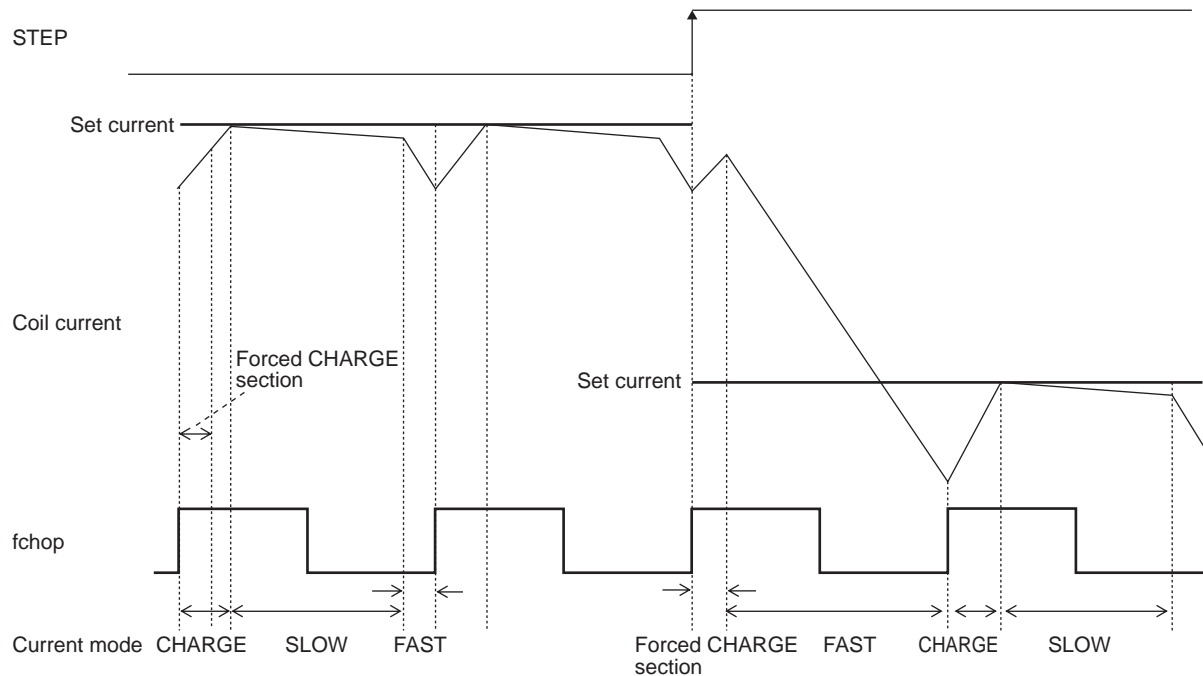 STEP
Set current
Coil current
Forced CHARGE
section
Set current
fchop
Current mode CHARGE SLOW FAST Forced CHARGE FAST CHARGE SLOW
section